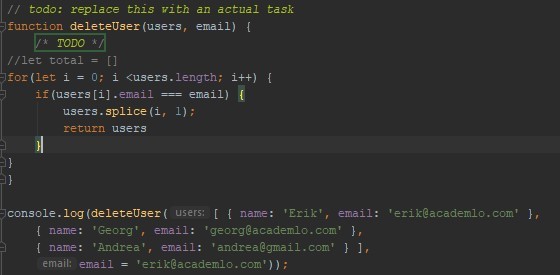 // todo: replace this with an actual task
function deleteUser(users, email) {
/* TODO */
//let total = []
for(let i = 0; i <users.length; i++) {
if(users[i].email === email) {
users.splice(i, 1);
return users
}
}
}
console.log(deleteUser( users: [ { name: 'Erik', email: 'erik@academlo.com' },
{ name: 'Georg', email: 'georg@academlo.com' },
{ name: 'Andrea', email: 'andrea@gmail.com' } ],
email: email = 'erik@academlo.com'));